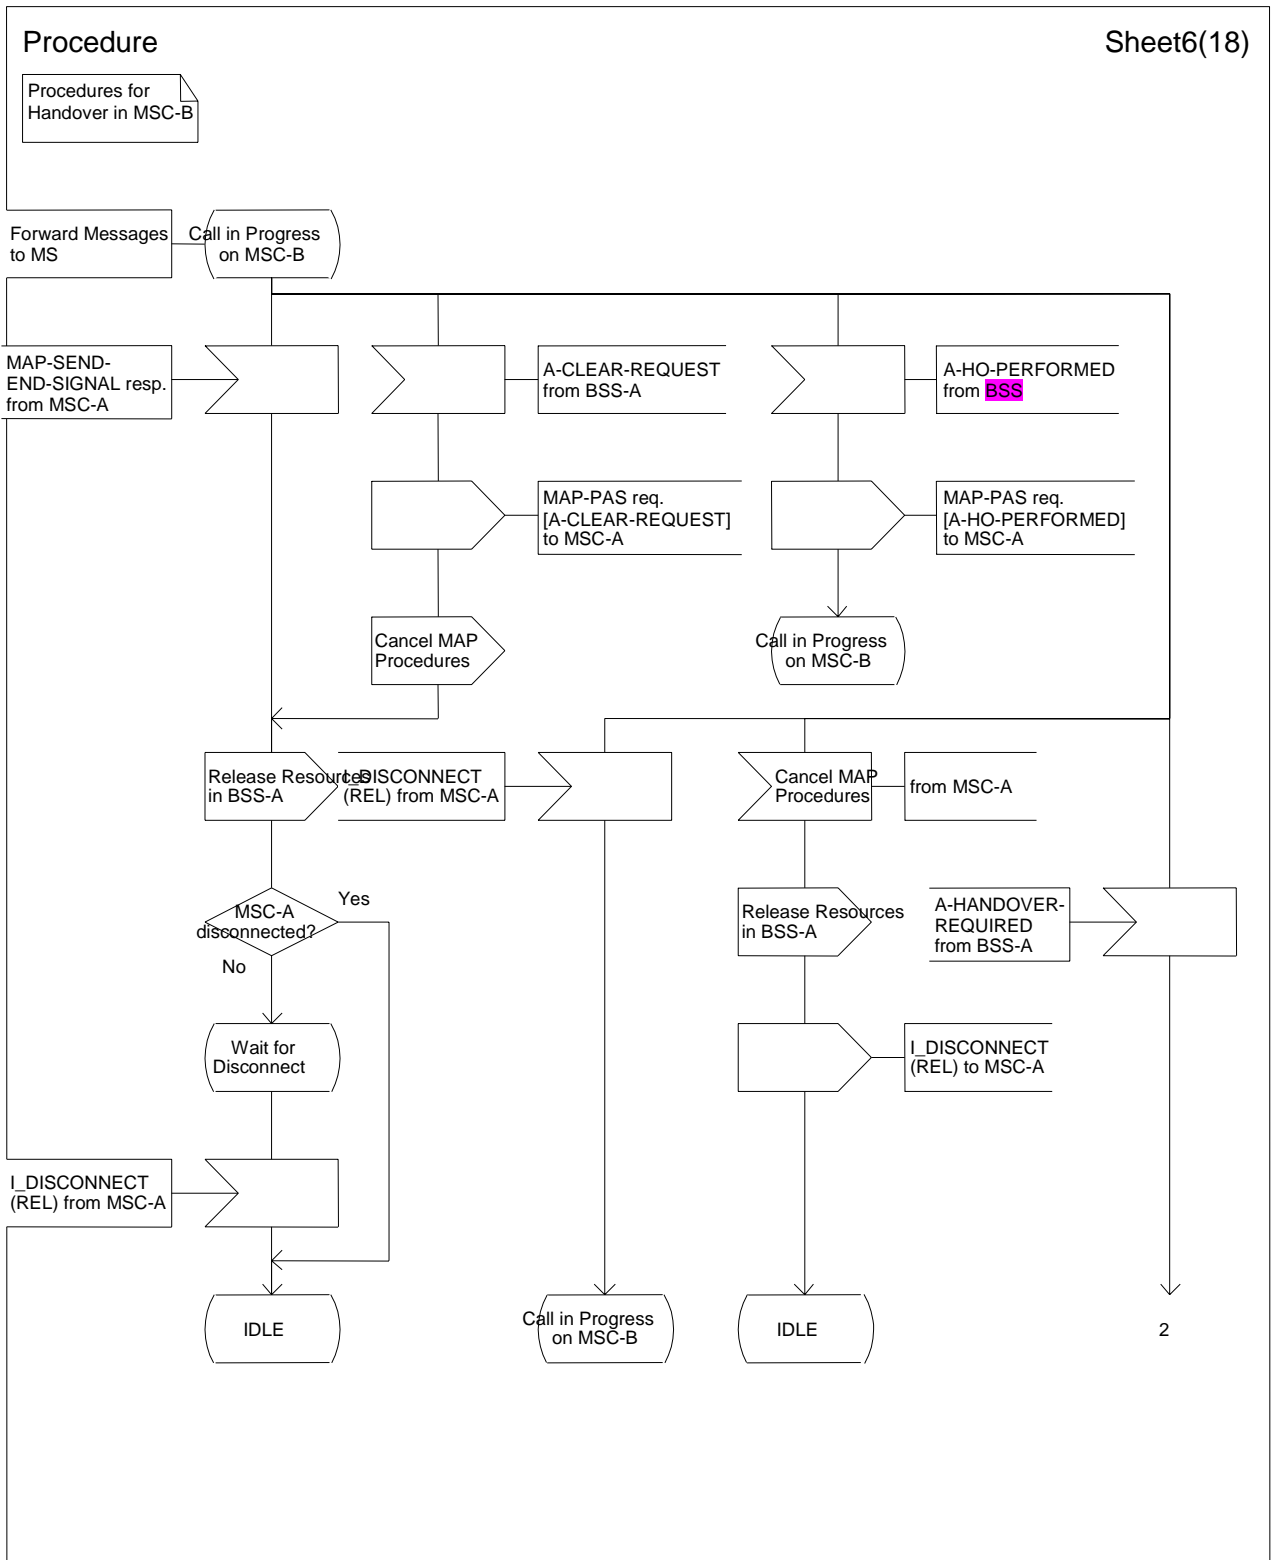 Procedure
Sheet6(18)
Procedures for
Handover in MSC-B
Forward Messages
to MS
Call in Progress
on MSC-B
MAP-SEND-
END-SIGNAL resp.
from MSC-A
A-CLEAR-REQUEST
from BSS-A
A-HO-PERFORMED
from BSS
MAP-PAS req.
[A-CLEAR-REQUEST]
to MSC-A
MAP-PAS req.
[A-HO-PERFORMED]
to MSC-A
Cancel MAP
Procedures
Call in Progress
on MSC-B
Release Resources
in BSS-A
I_DISCONNECT
(REL) from MSC-A
Cancel MAP
Procedures
from MSC-A
MSC-A
disconnected?
Yes
No
Release Resources
in BSS-A
A-HANDOVER-
REQUIRED
from BSS-A
Wait for
Disconnect
I_DISCONNECT
(REL) to MSC-A
I_DISCONNECT
(REL) from MSC-A
IDLE
Call in Progress
on MSC-B
IDLE
2